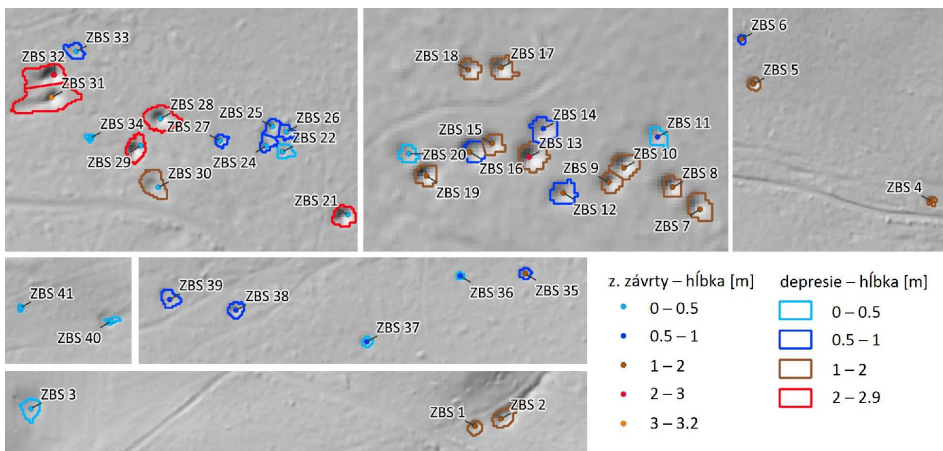 ZBS 33
ZBS 32
ZBS 31
ZBS 28
ZBS 25
ZBS 26
ZBS 27
ZBS 34
ZBS 22
ZBS 24
ZBS 29
ZBS 30
ZBS 21
ZBS 18
ZBS 17
ZBS 14
ZBS 15
ZBS 11
ZBS 13
ZBS 20
ZBS 16
ZBS 9
ZBS 10
ZBS 19
ZBS 8
ZBS 12
ZBS 7
ZBS 6
ZBS 5
ZBS 4
ZBS 41
ZBS 40
ZBS 39
ZBS 38
ZBS 36
ZBS 35
ZBS 37
ZBS 3
ZBS 1
ZBS 2
z. závrty – hĺbka [m]
0 – 0.5
0.5 – 1
1 – 2
2 – 3
3 – 3.2
depresie – hĺbka [m]
0 – 0.5
0.5 – 1
1 – 2
2 – 2.9